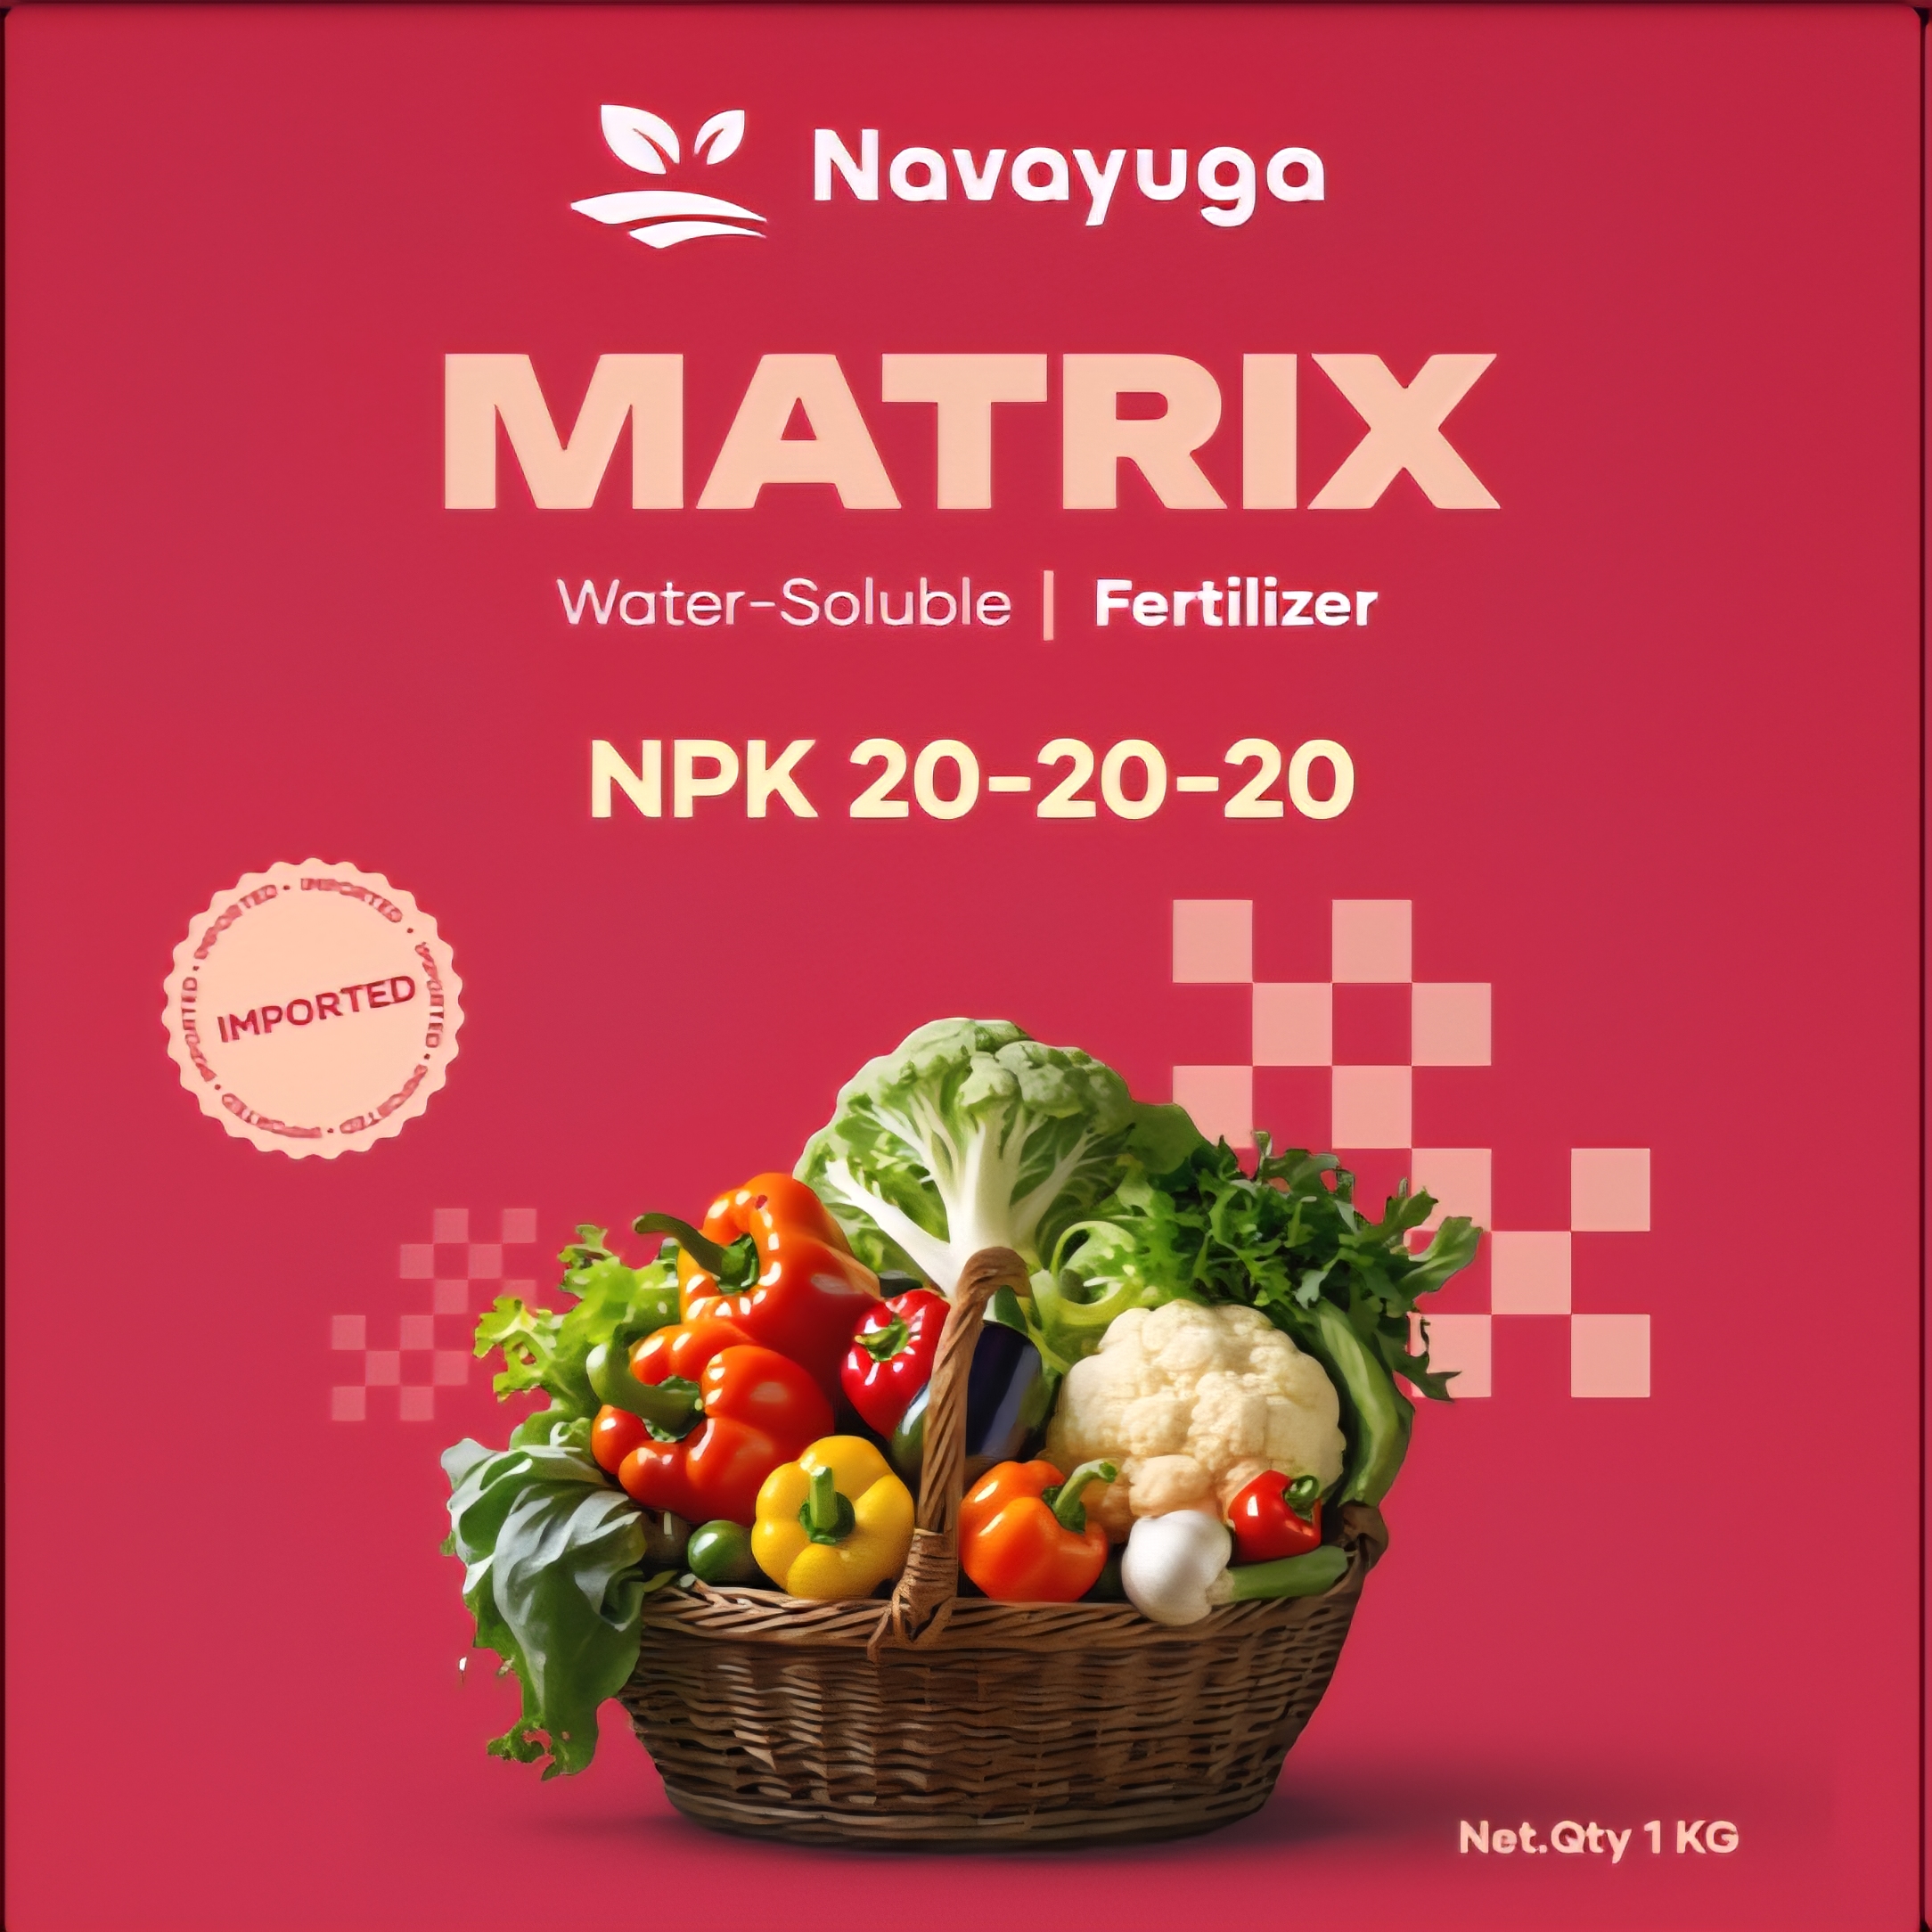 Navayuga
MATRIX
Water-Soluble | Fertilizer
NPK 20-20-20
IMPORTED
Net.Qty 1 KG